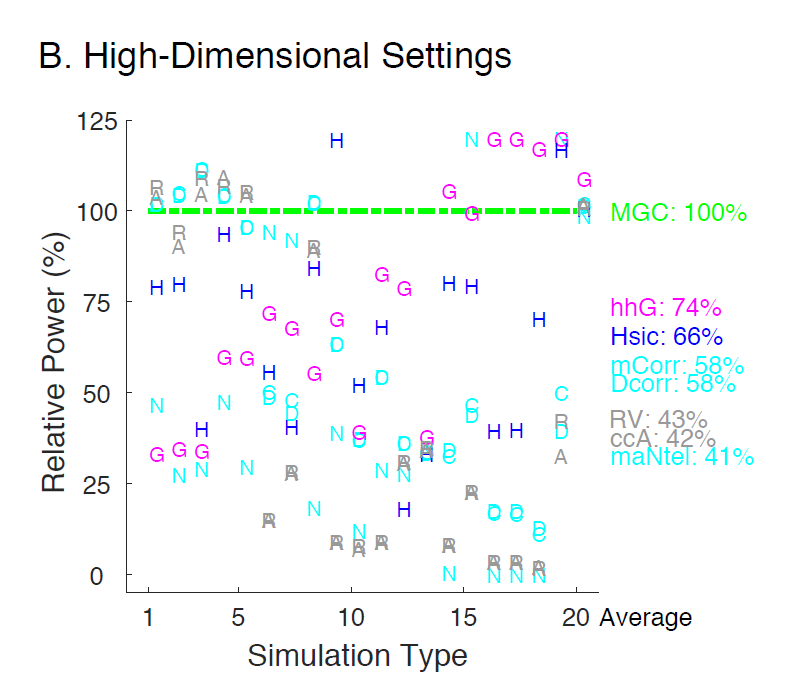 B. High-Dimensional Settings
125
100
75
50
25
0
Relative Power (%)
1
5
10
15
20
Average
Simulation Type
MGC: 100%
hhG: 74%
Hsic: 66%
mCorr: 58%
Dcorr: 58%
RV: 43%
ccA: 42%
maNtel: 41%